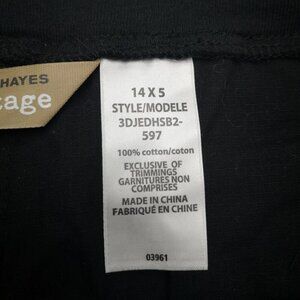 HAYES
tage
14 X 5
STYLE/MODELE
3DJEDHSB2-
597
100% cotton/coton
EXCLUSIVE OF
TRIMMINGS
GARNITURES NON
COMPRISES
MADE IN CHINA
FABRIQUÉ EN CHINE
03961